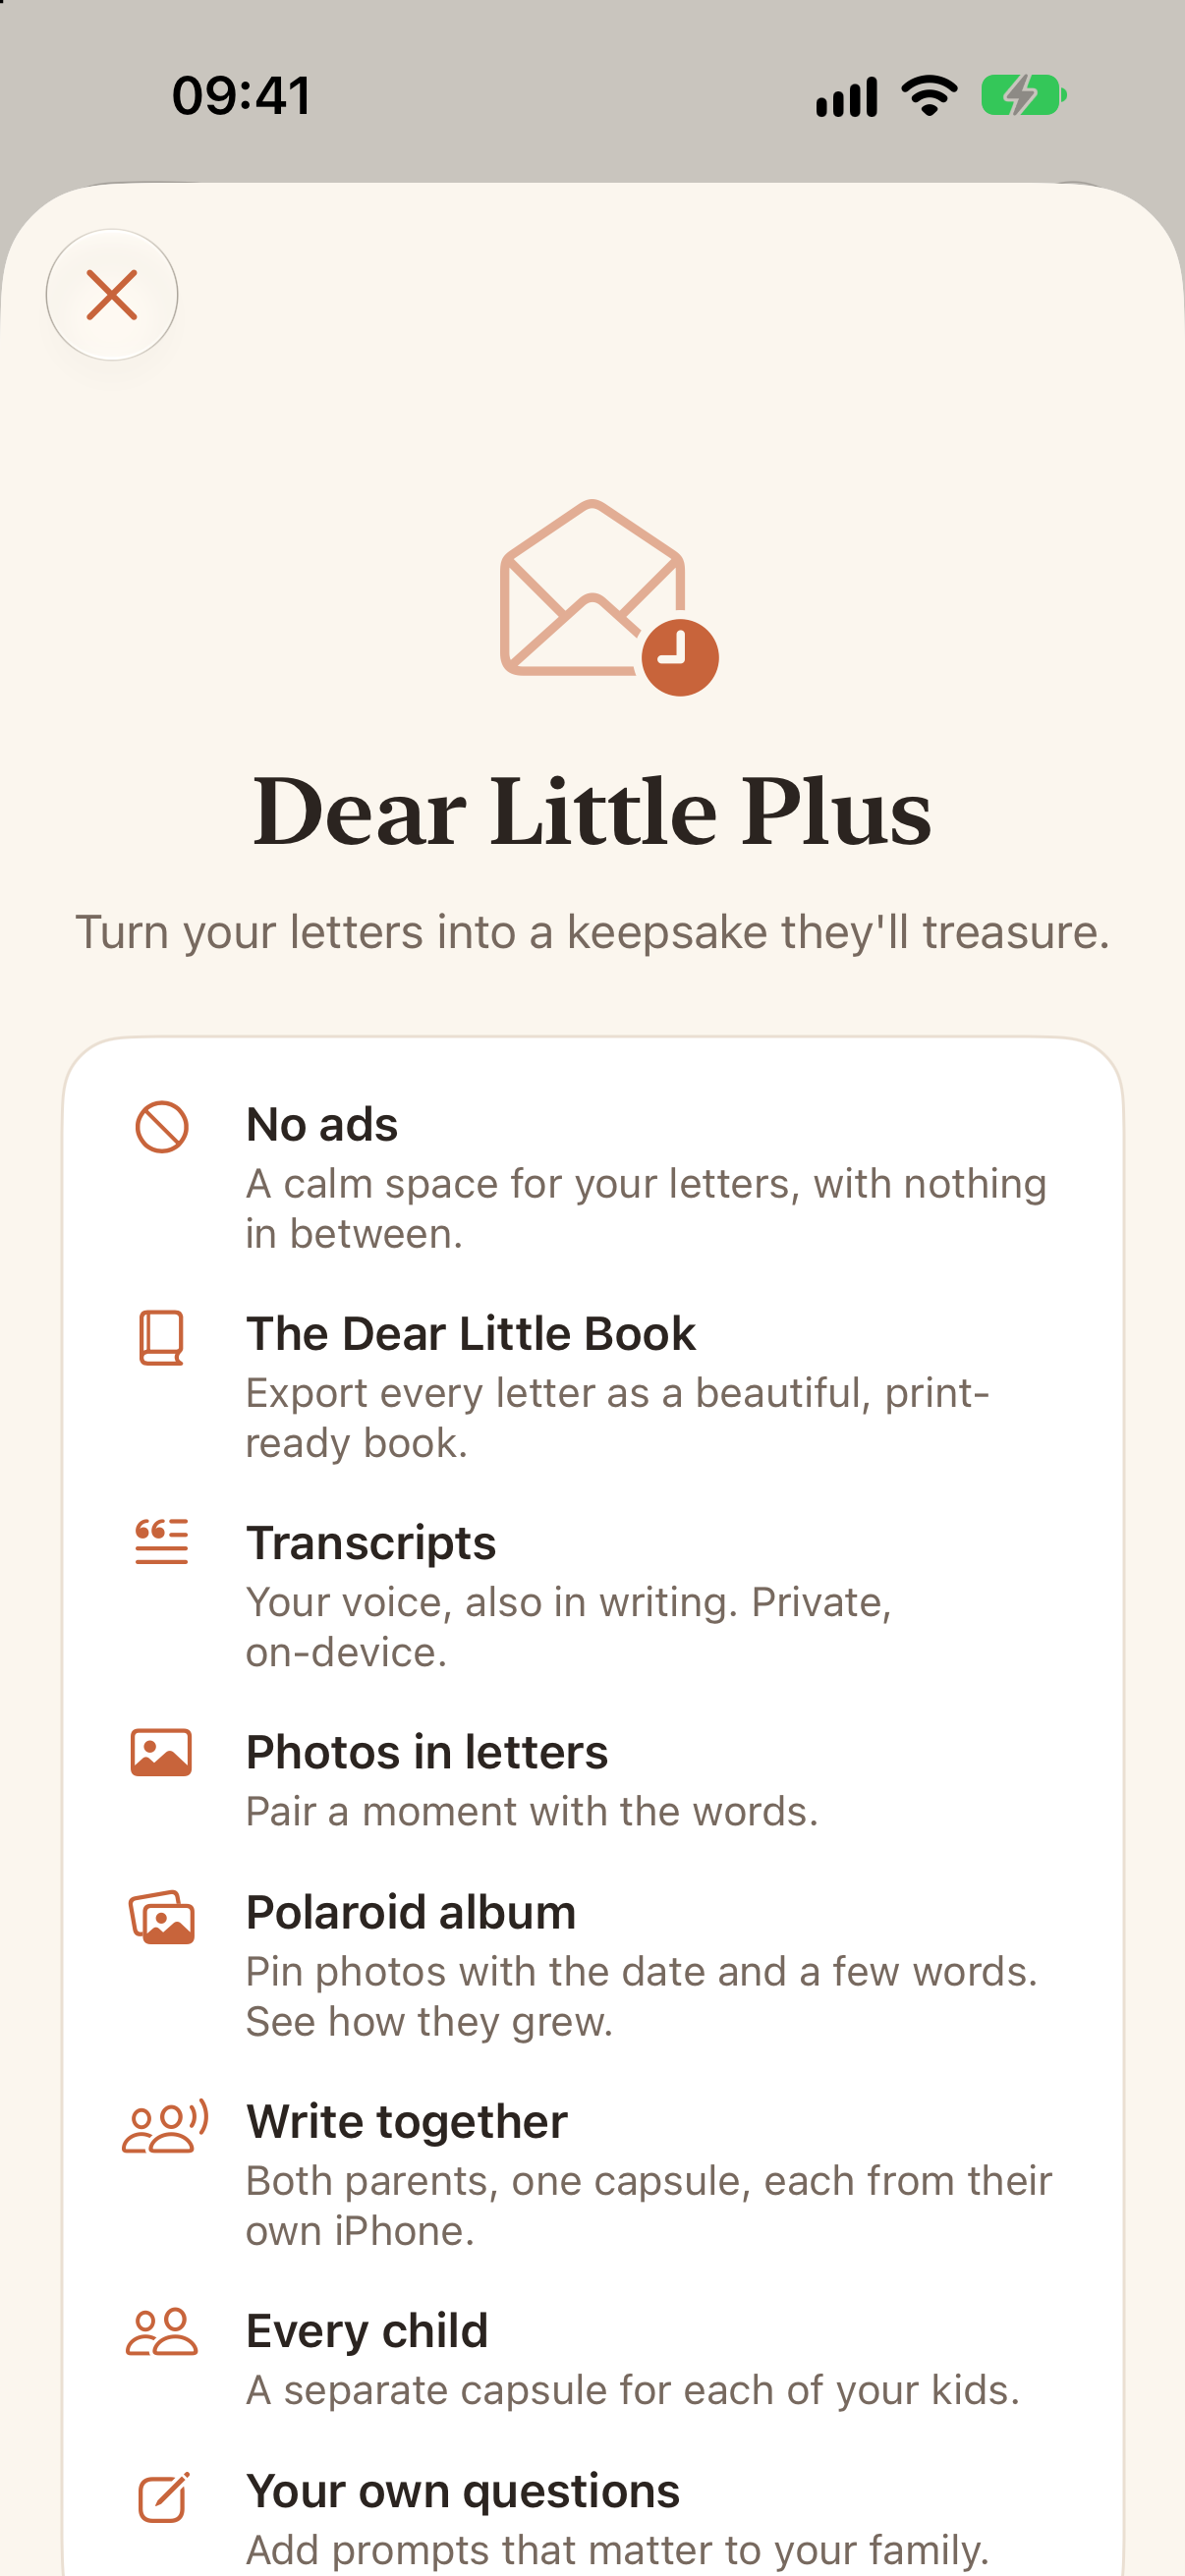 09:41
Dear Little Plus
Turn your letters into a keepsake they'll treasure.
No ads
A calm space for your letters, with nothing
in between.
The Dear Little Book
Export every letter as a beautiful, print-
ready book.
Transcripts
Your voice, also in writing. Private,
on-device.
Photos in letters
Pair a moment with the words.
Polaroid album
Pin photos with the date and a few words.
See how they grew.
Write together
Both parents, one capsule, each from their
own iPhone.
Every child
A separate capsule for each of your kids.
Your own questions
Add prompts that matter to your family.